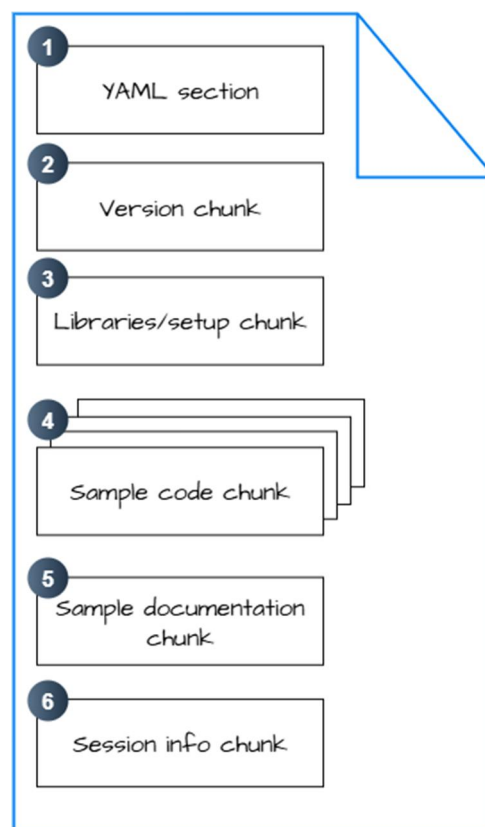 1
YAML section
2
Version chunk
3
Libraries/setup chunk
4
Sample code chunk
5
Sample documentation
chunk
6
Session info chunk